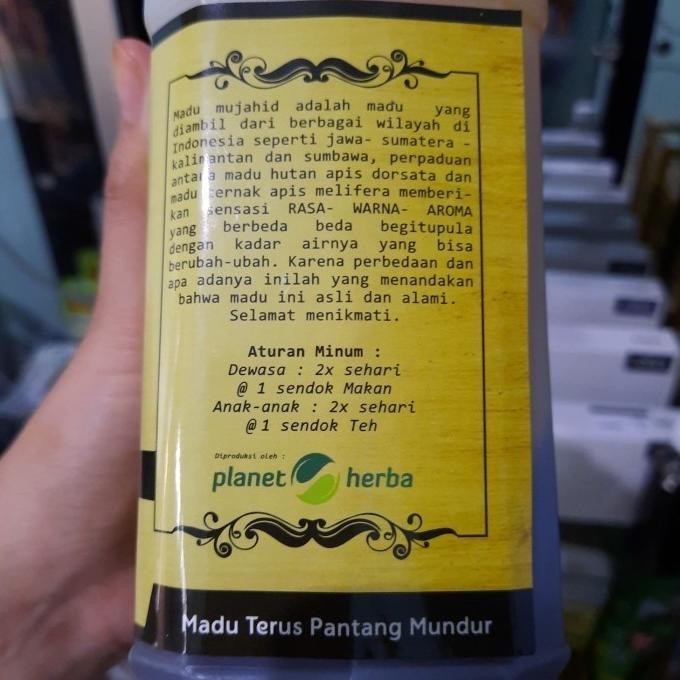 Madu mujahid adalah madu yang
diambil dari berbagai wilayah di
Indonesia seperti jawa- sumatera -
kalimantan dan sumbawa, perpaduan
antara madu hutan apis dorsata dan
madu ternak apis melifera memberi-
kan sensasi RASA- WARNA- AROMA
yang berbeda beda begitupula
dengan kadar airnya yang bisa
berubah-ubah. Karena perbedaan dan
apa adanya inilah yang menandakan
bahwa madu ini asli dan alami.
Selamat menikmati.
Aturan Minum :
Dewasa : 2x sehari
@ 1 sendok Makan
Anak-anak : 2x sehari
@ 1 sendok Teh
Diproduksi oleh :
planet herba
Madu Terus Pantang Mundur